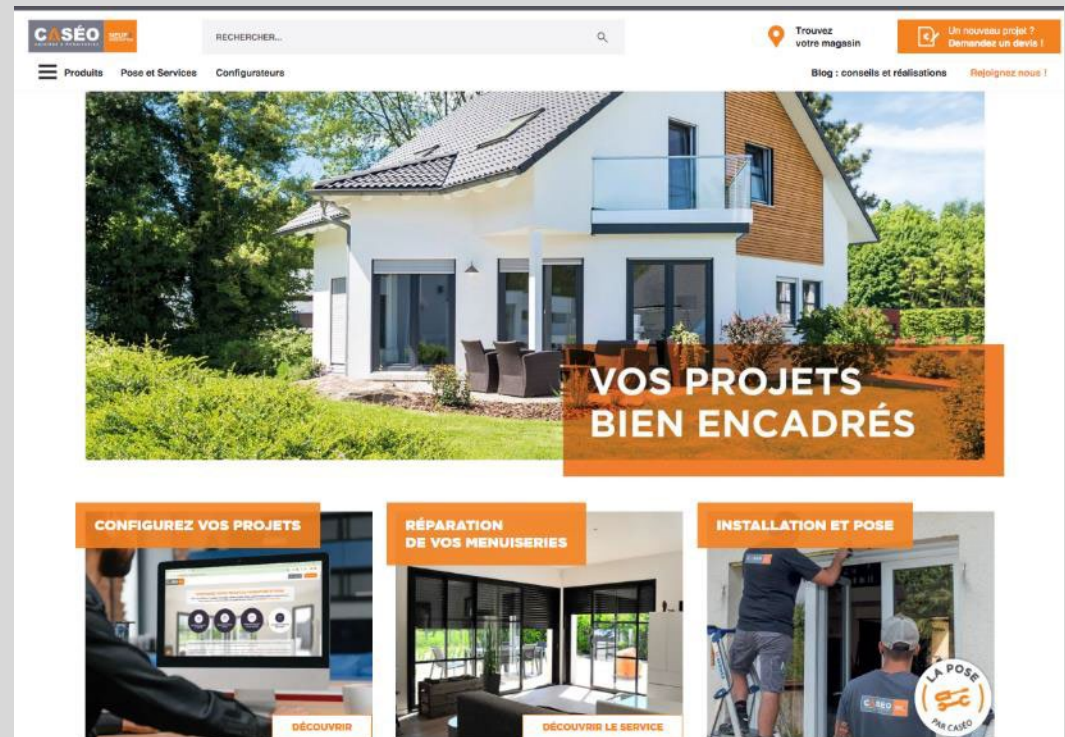 CASÉO
RECHERCHER...
Trouvez
votre magasin
Un nouveau projet ?
Demandez un devis !
Produits
Pose et Services
Configurateurs
Blog : conseils et réalisations
Rejoignez nous !
VOS PROJETS
BIEN ENCADRÉS
CONFIGUREZ VOS PROJETS
DÉCOUVRIR
RÉPARATION
DE VOS MENUISERIES
DÉCOUVRIR LE SERVICE
INSTALLATION ET POSE
CASÉO
CASÉO
LA POSE
PAR CASÉO